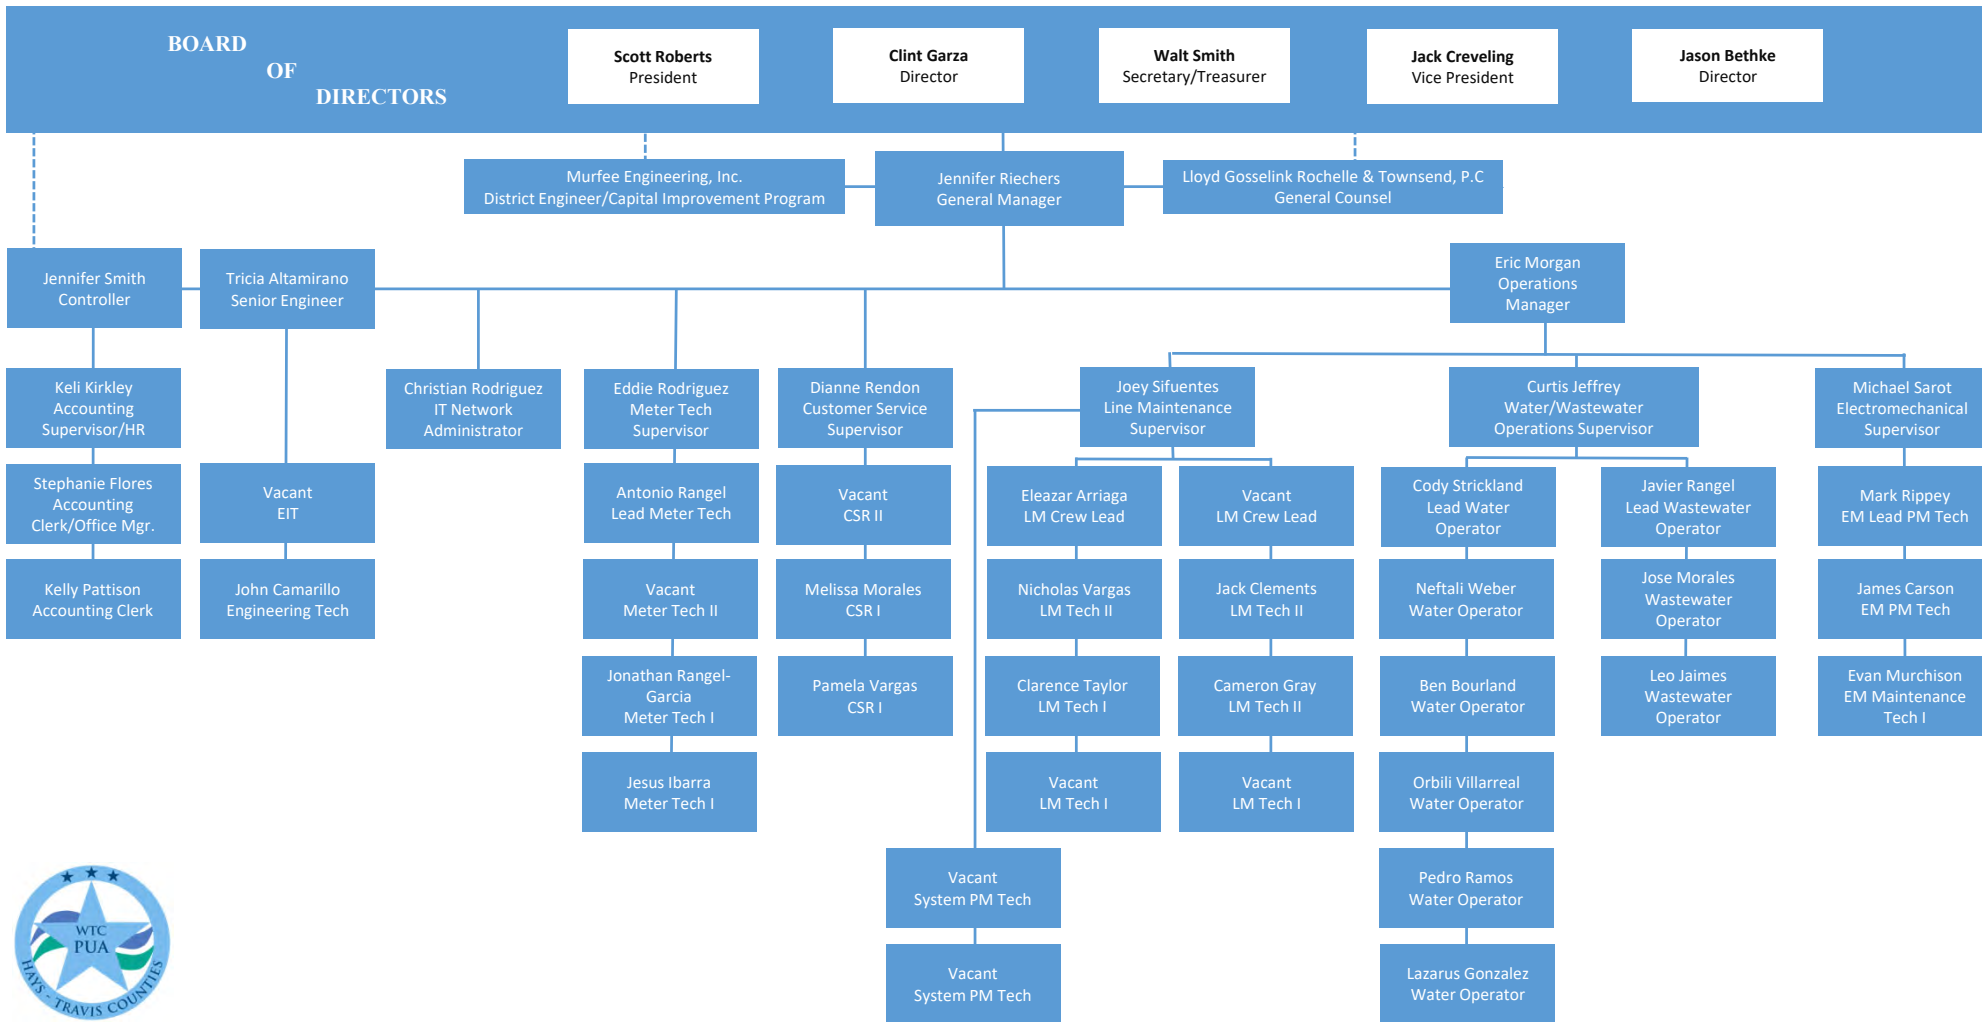 BOARD
OF
DIRECTORS
Scott Roberts
President
Clint Garza
Director
Walt Smith
Secretary/Treasurer
Jack Creveling
Vice President
Jason Bethke
Director
Murfee Engineering, Inc.
District Engineer/Capital Improvement Program
Jennifer Riechers
General Manager
Lloyd Gosselink Rochelle & Townsend, P.C
General Counsel
Jennifer Smith
Controller
Tricia Altamirano
Senior Engineer
Eric Morgan
Operations
Manager
Keli Kirkley
Accounting
Supervisor/HR
Christian Rodriguez
IT Network
Administrator
Eddie Rodriguez
Meter Tech
Supervisor
Dianne Rendon
Customer Service
Supervisor
Joey Sifuentes
Line Maintenance
Supervisor
Curtis Jeffrey
Water/Wastewater
Operations Supervisor
Michael Sarot
Electromechanical
Supervisor
Stephanie Flores
Accounting
Clerk/Office Mgr.
Vacant
EIT
Antonio Rangel
Lead Meter Tech
Vacant
CSR II
Eleazar Arriaga
LM Crew Lead
Vacant
LM Crew Lead
Cody Strickland
Lead Water
Operator
Javier Rangel
Lead Wastewater
Operator
Mark Rippey
EM Lead PM Tech
Kelly Pattison
Accounting Clerk
John Camarillo
Engineering Tech
Vacant
Meter Tech II
Melissa Morales
CSR I
Nicholas Vargas
LM Tech II
Jack Clements
LM Tech II
Neftali Weber
Water Operator
Jose Morales
Wastewater
Operator
James Carson
EM PM Tech
Jonathan Rangel-
Garcia
Meter Tech I
Pamela Vargas
CSR I
Clarence Taylor
LM Tech I
Cameron Gray
LM Tech II
Ben Bourland
Water Operator
Leo Jaimes
Wastewater
Operator
Evan Murchison
EM Maintenance
Tech I
Jesus Ibarra
Meter Tech I
Vacant
LM Tech I
Vacant
LM Tech I
Orbili Villarreal
Water Operator
Vacant
System PM Tech
Pedro Ramos
Water Operator
Vacant
System PM Tech
Lazarus Gonzalez
Water Operator
WTC
PUA
HAYS - TRAVIS COUNTIES